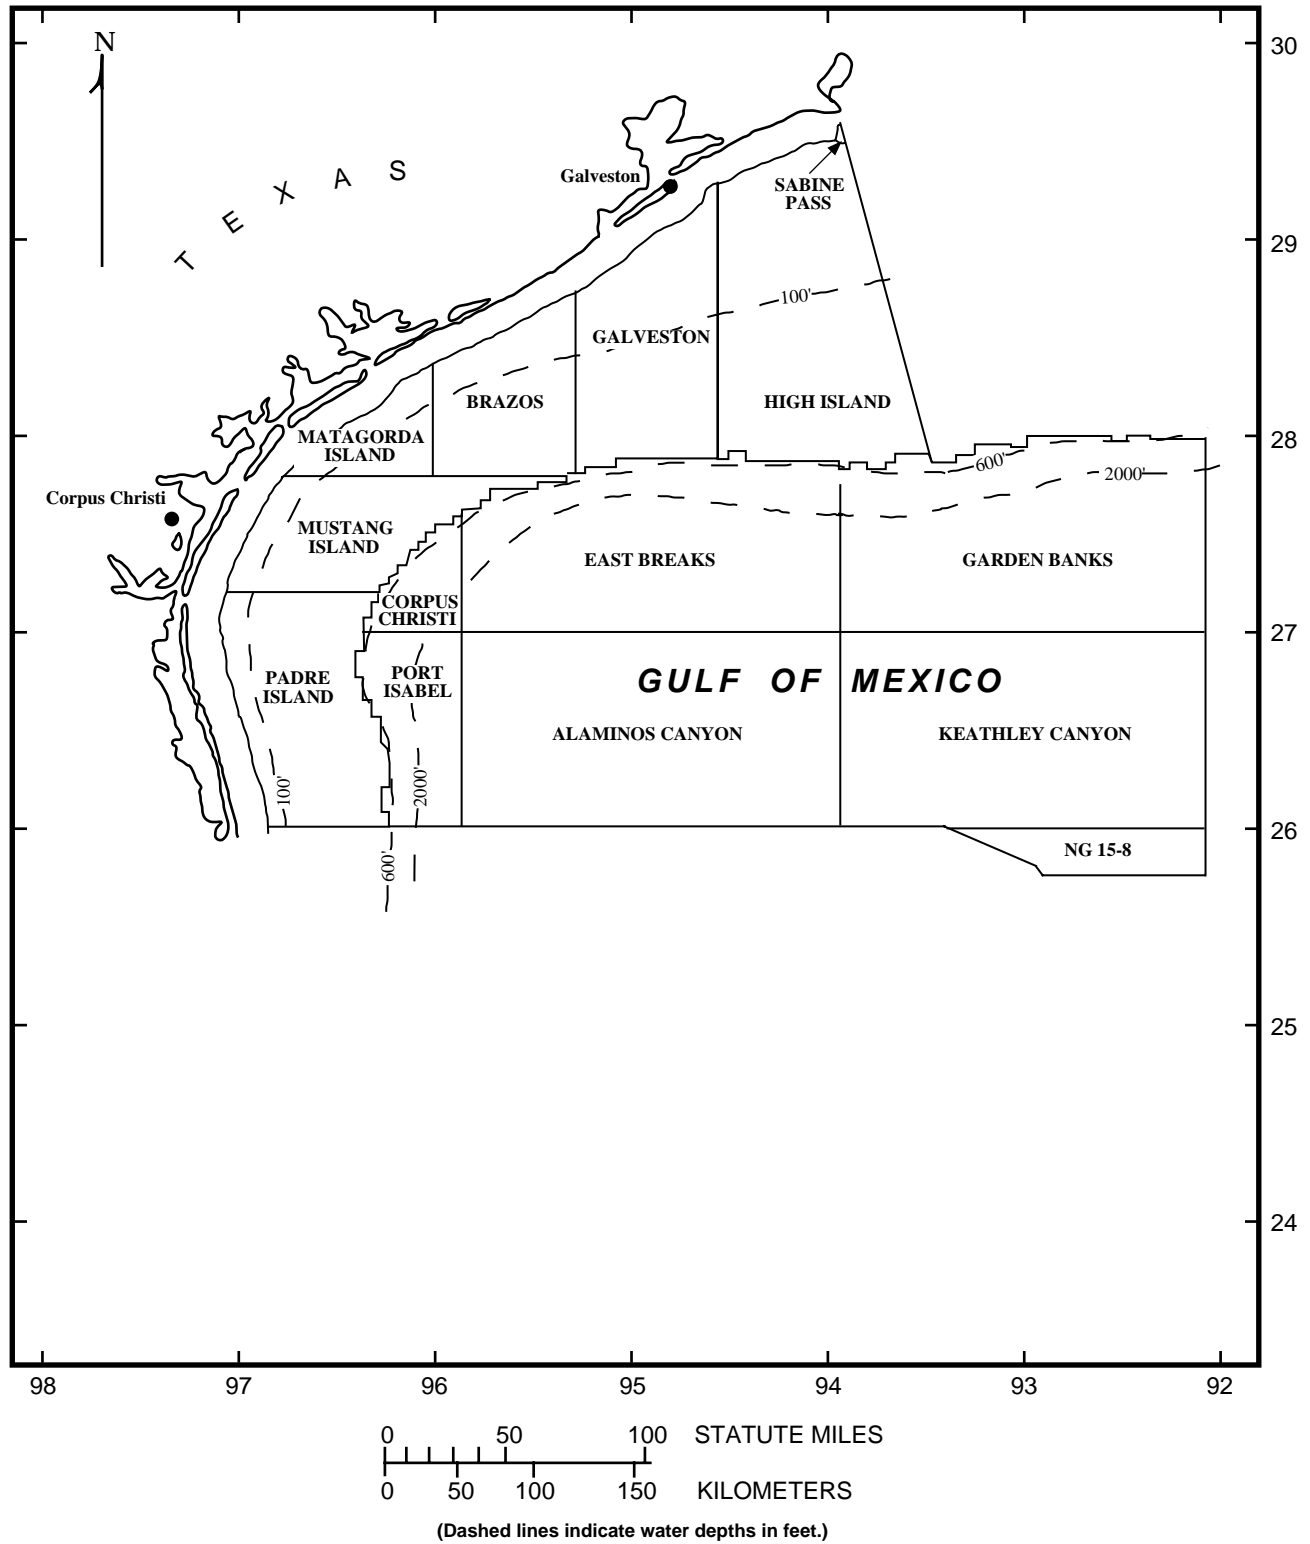 N
30
TEXAS
Galveston
SABINE
PASS
29
100'
GALVESTON
BRAZOS
HIGH ISLAND
MATAGORDA
ISLAND
28
600'
2000'
Corpus Christi
MUSTANG
ISLAND
EAST BREAKS
GARDEN BANKS
CORPUS
CHRISTI
27
PADRE
ISLAND
PORT
ISABEL
GULF OF MEXICO
ALAMINOS CANYON
KEATHLEY CANYON
100'
2000'
26
600'
NG 15-8
25
24
98 97 96 95 94 93 92
0 50 100 STATUTE MILES
0 50 100 150 KILOMETERS
(Dashed lines indicate water depths in feet.)